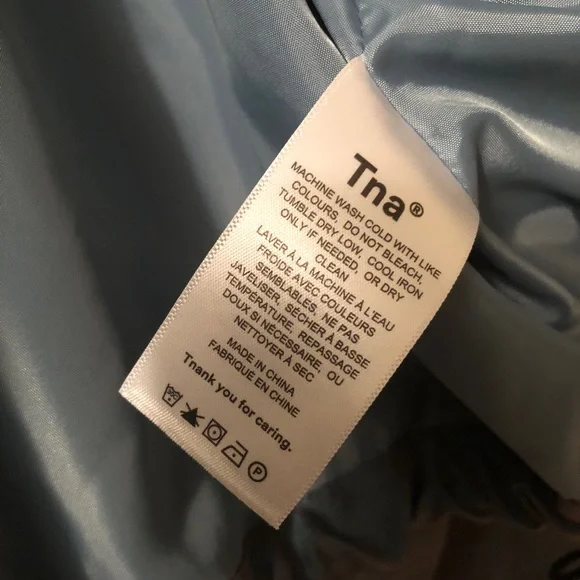 Tna®
MACHINE WASH COLD WITH LIKE
COLOURS, DO NOT BLEACH,
TUMBLE DRY LOW, COOL IRON
ONLY IF NEEDED, OR DRY
CLEAN
LAVER À LA MACHINE À L'EAU
FROIDE AVEC COULEURS
SEMBLABLES, NE PAS
JAVELISER, SÉCHER À BASSE
TEMPÉRATURE, REPASSAGE
DOUX SI NÉCESSAIRE, OU
NETTOYER À SEC
MADE IN CHINA
FABRIQUÉ EN CHINE
Tnank you for caring.
P